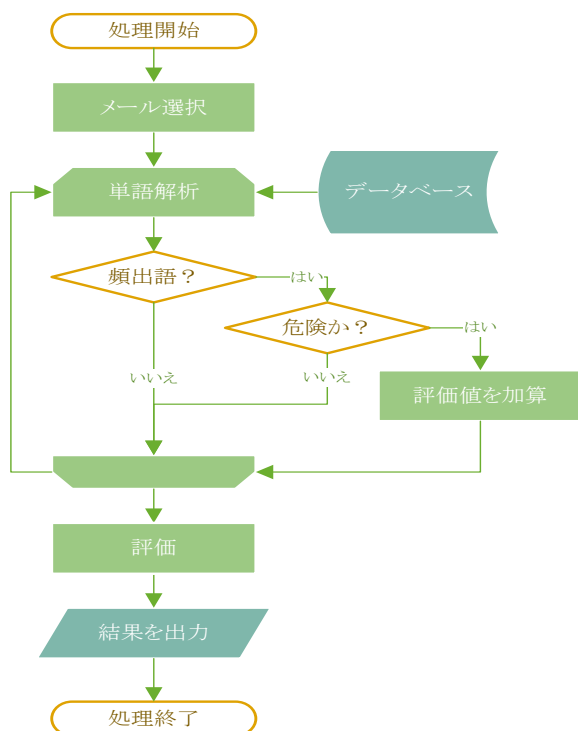 処理開始
メール選択
単語解析
データベース
頻出語？
はい
危険か？
はい
いいえ
いいえ
評価値を加算
評価
結果を出力
処理終了